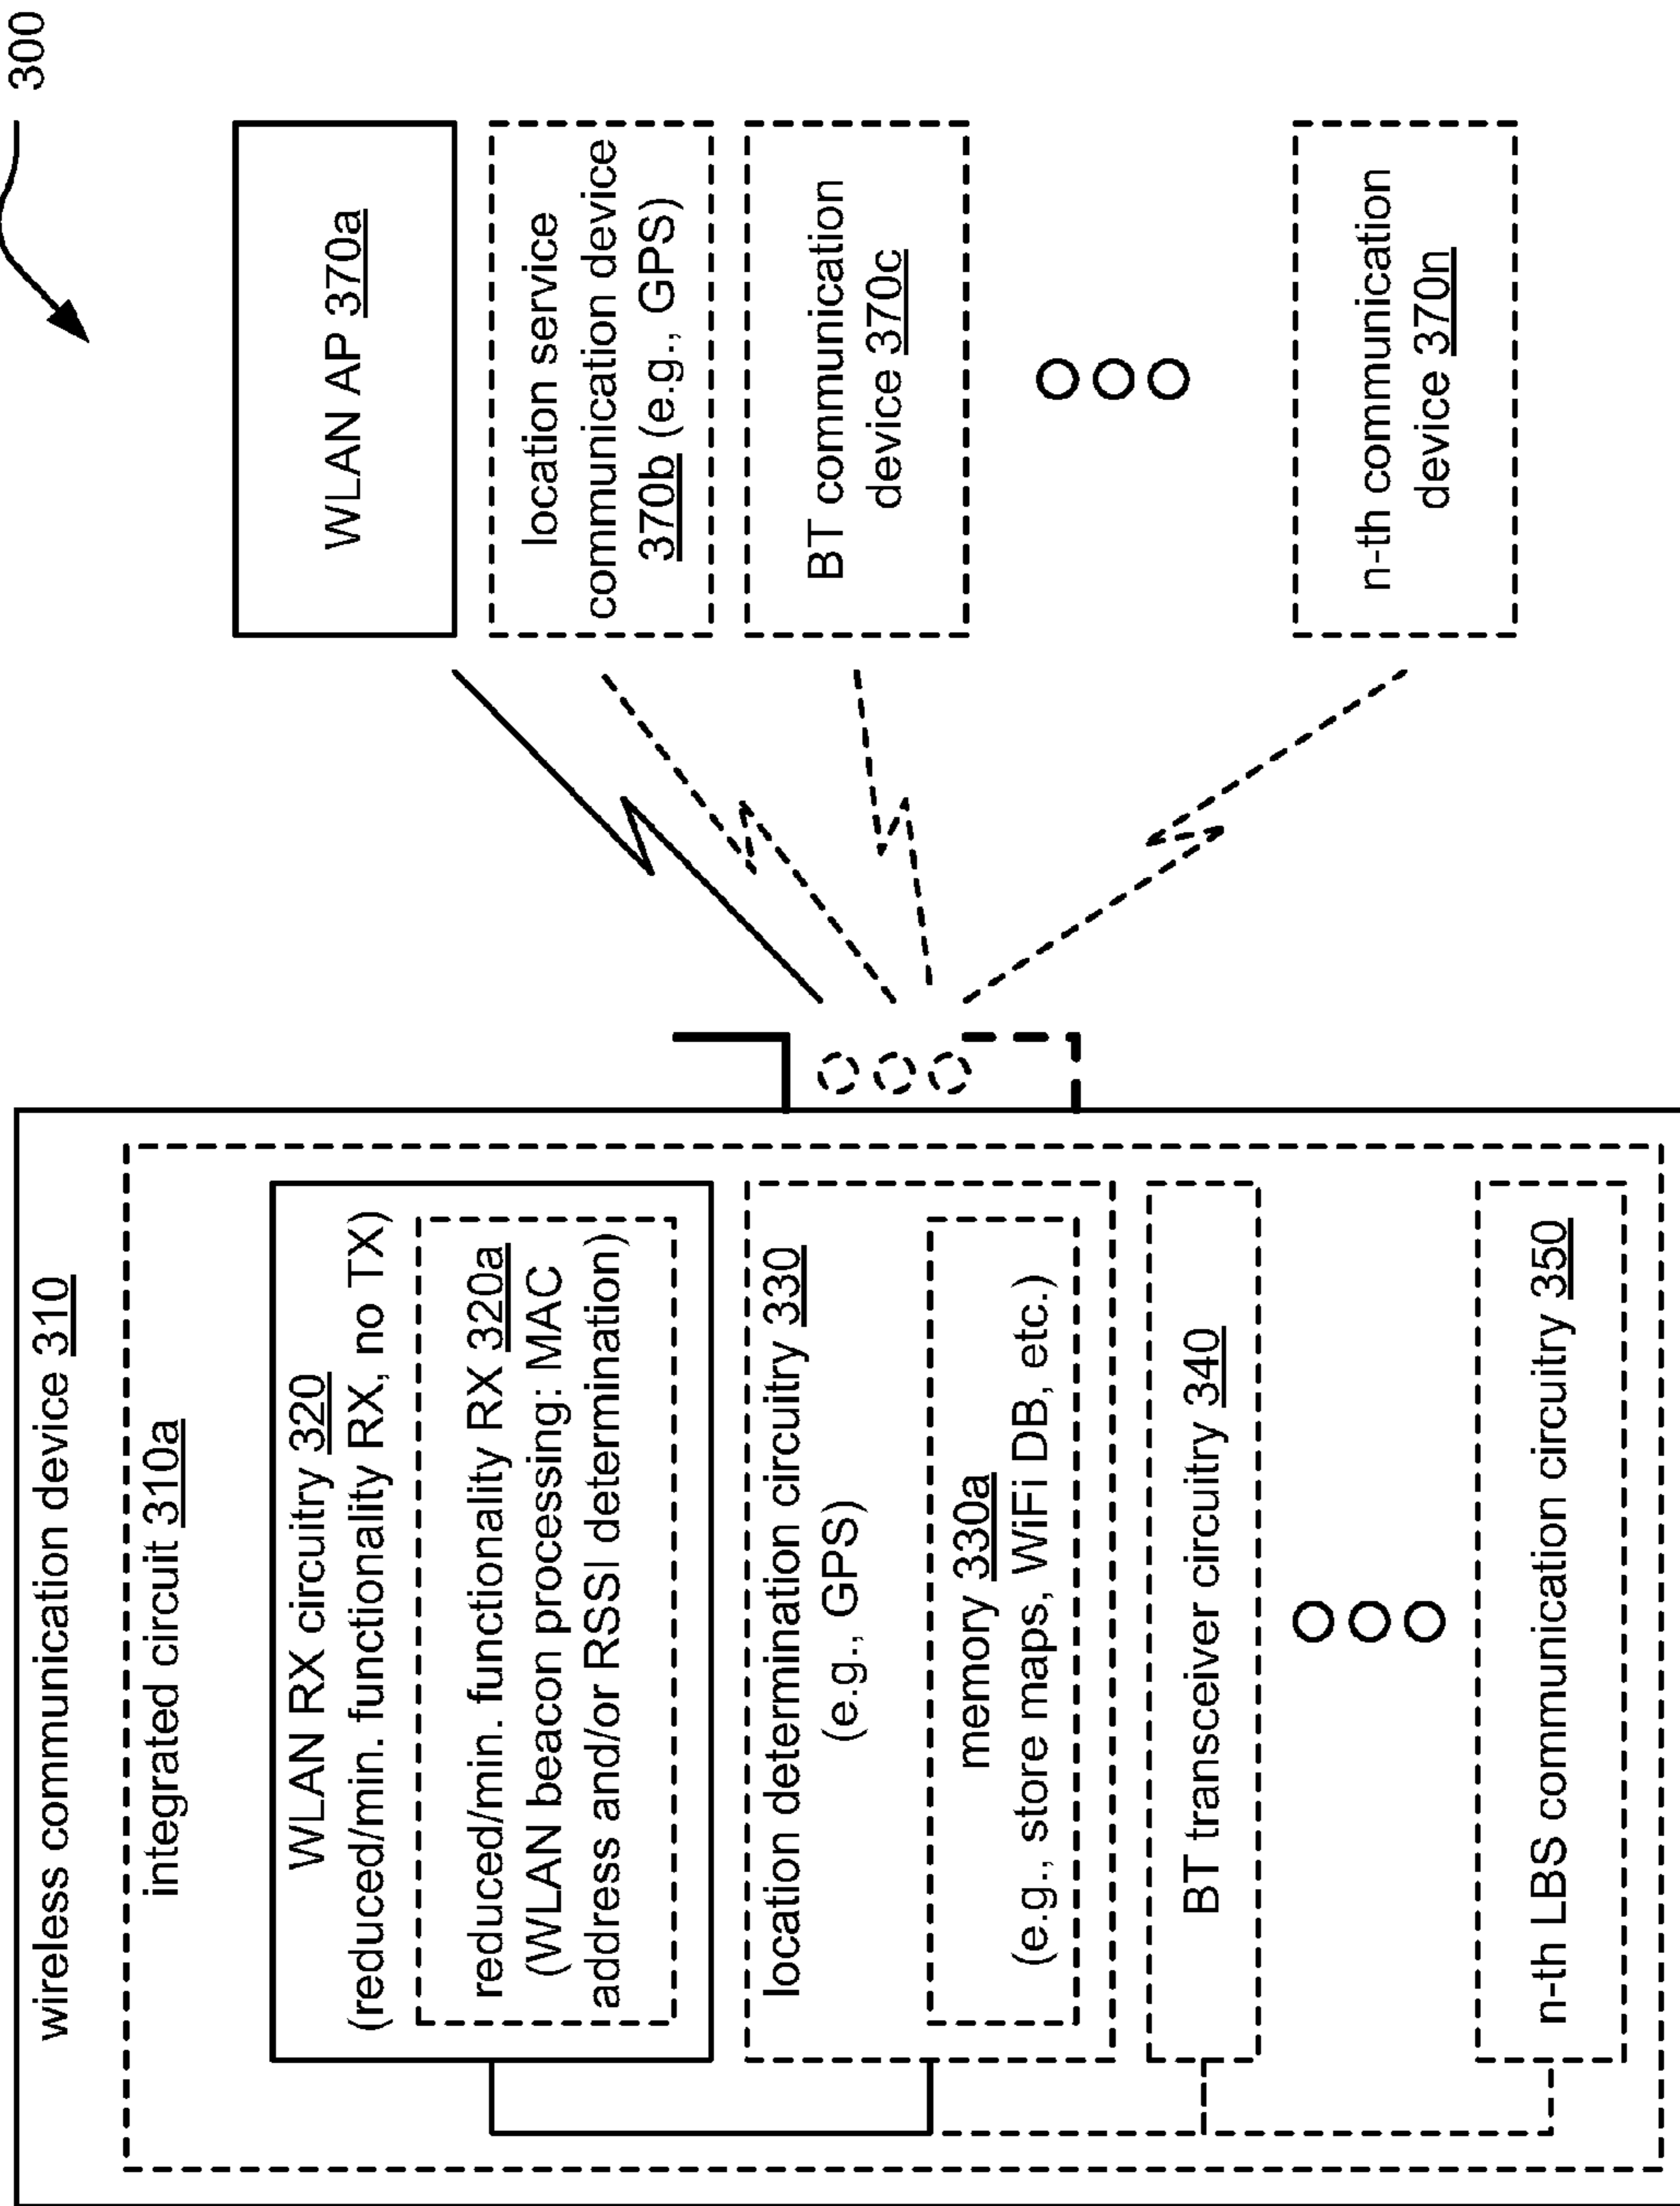 300
wireless communication device 310
integrated circuit 310a
WLAN RX circuitry 320
(reduced/min. functionality RX, no TX)
reduced/min. functionality RX 320a
(WLAN beacon processing: MAC
address and/or RSSI determination)
location determination circuitry 330
(e.g., GPS)
memory 330a
(e.g., store maps, WiFi DB, etc.)
BT transceiver circuitry 340
n-th LBS communication circuitry 350
WLAN AP 370a
location service
communication device
370b (e.g., GPS)
BT communication
device 370c
n-th communication
device 370n